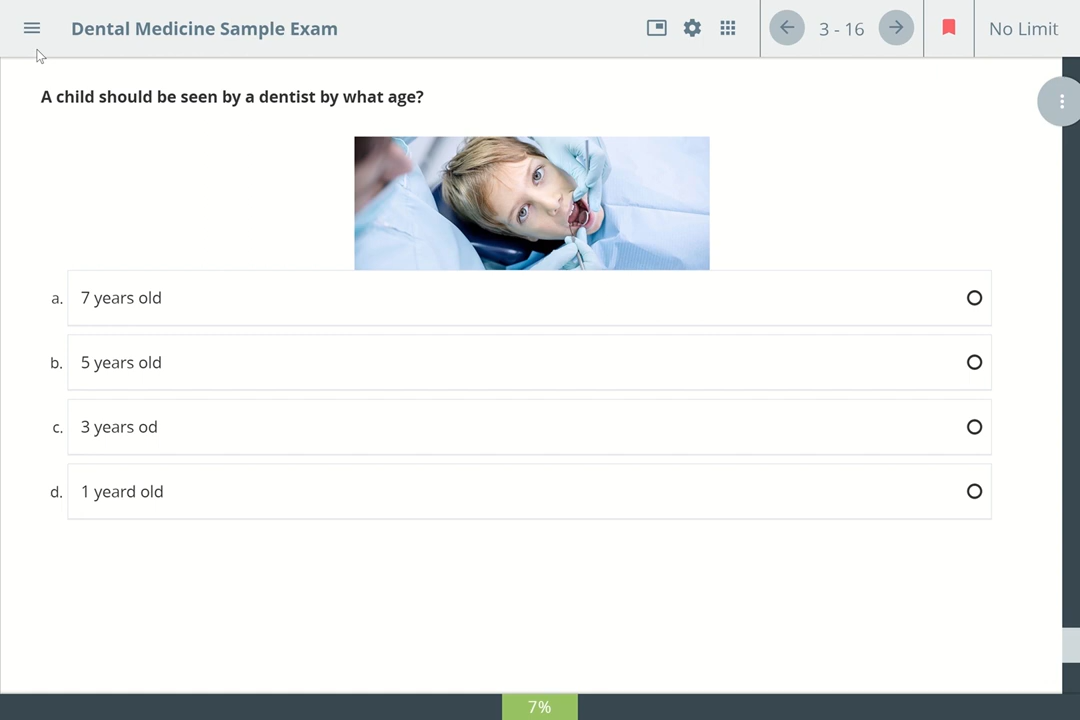 Dental Medicine Sample Exam
3 - 16
No Limit
A child should be seen by a dentist by what age?
a. 7 years old
b. 5 years old
c. 3 years od
d. 1 yeard old
7%